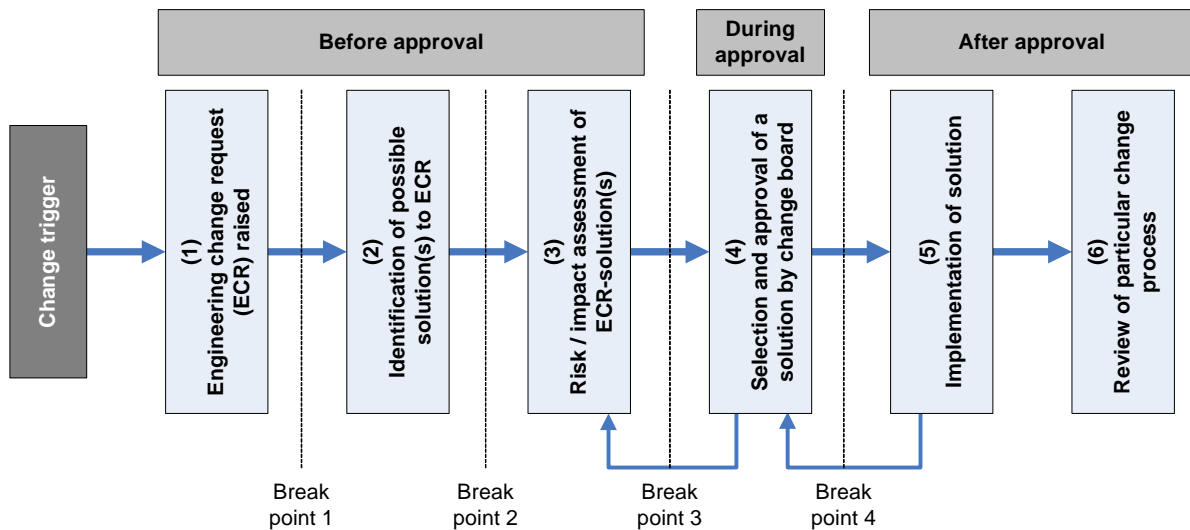 Before approval
During
approval
After approval
Change trigger
(1)
Engineering change request
(ECR) raised
(2)
Identification of possible
solution(s) to ECR
(3)
Risk / impact assessment of
ECR-solution(s)
(4)
Selection and approval of a
solution by change board
(5)
Implementation of solution
(6)
Review of particular change
process
Break
point 1
Break
point 2
Break
point 3
Break
point 4